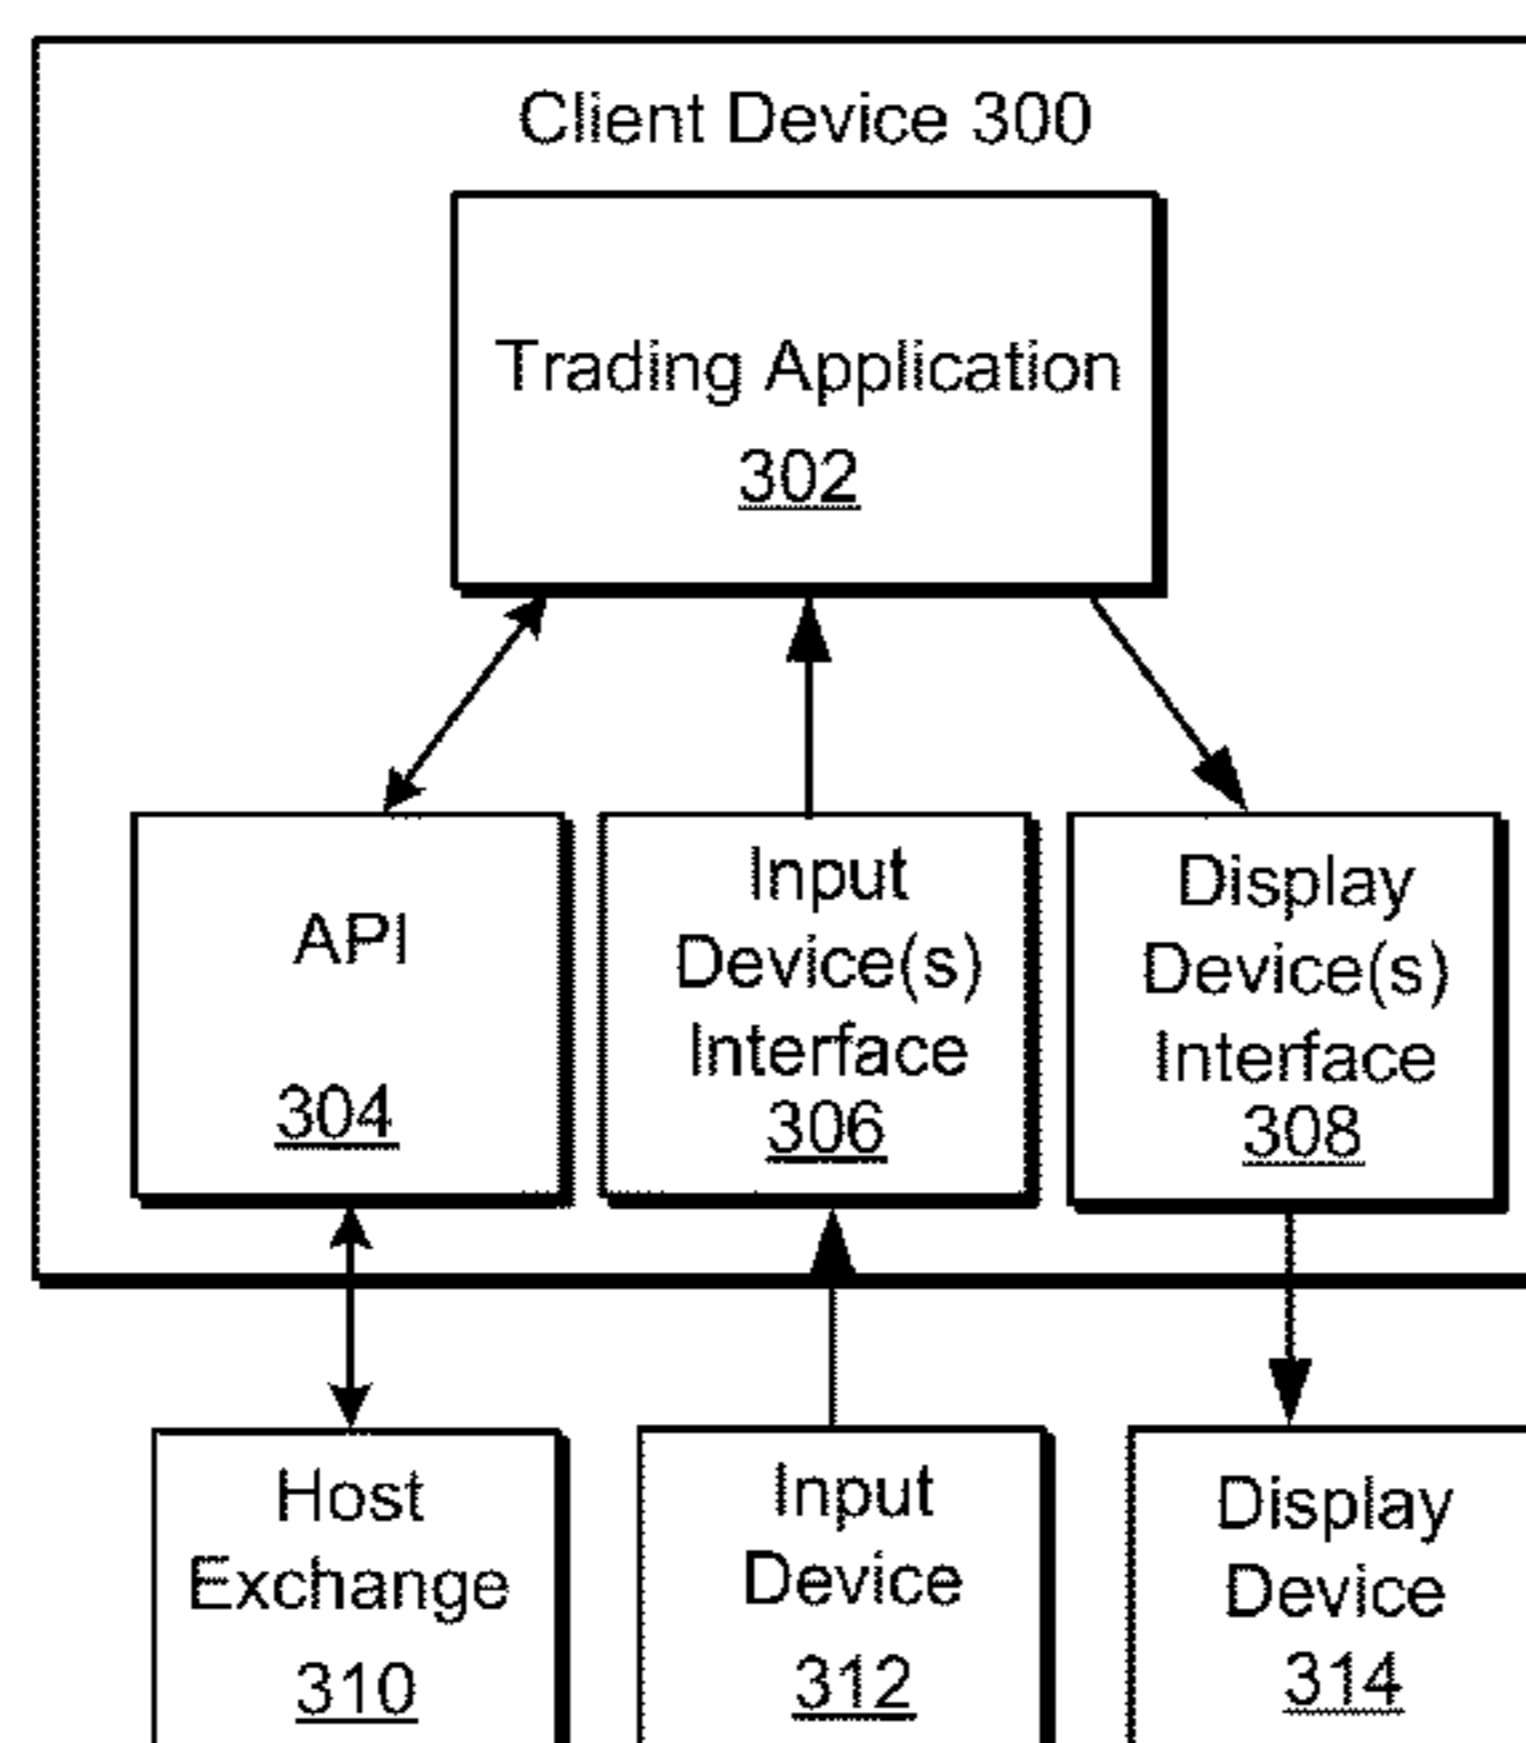 Client Device 300
Trading Application
302
API
304
Input
Device(s)
Interface
306
Display
Device(s)
Interface
308
Host
Exchange
310
Input
Device
312
Display
Device
314